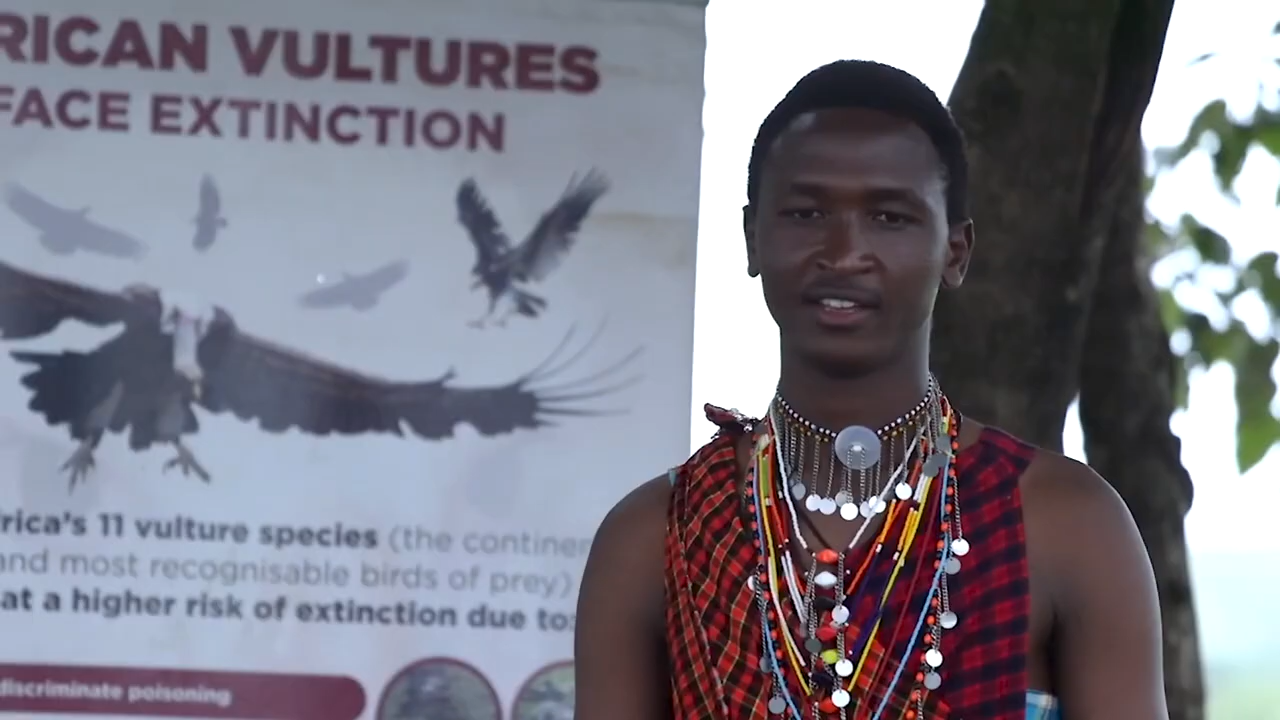 RICAN VULTURES
FACE EXTINCTION
rica's 11 vulture species (the continen
and most recognisable birds of prey)
at a higher risk of extinction due to:
discriminate poisoning